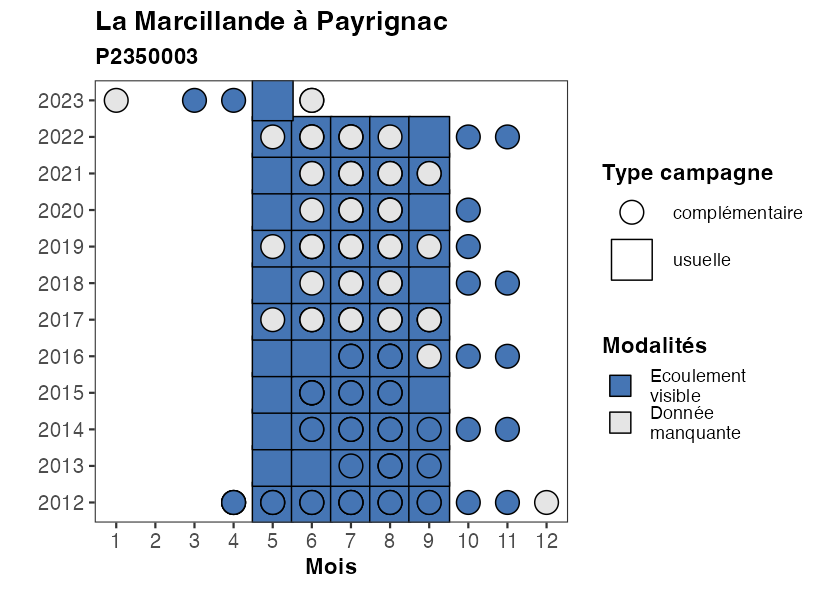 La Marcillande à Payrignac
P2350003
2023
2022
2021
2020
2019
2018
2017
2016
2015
2014
2013
2012
1 2 3 4 5 6 7 8 9 10 11 12
Mois
Type campagne
complémentaire
usuelle
Modalités
Ecoulement
visible
Donnée
manquante